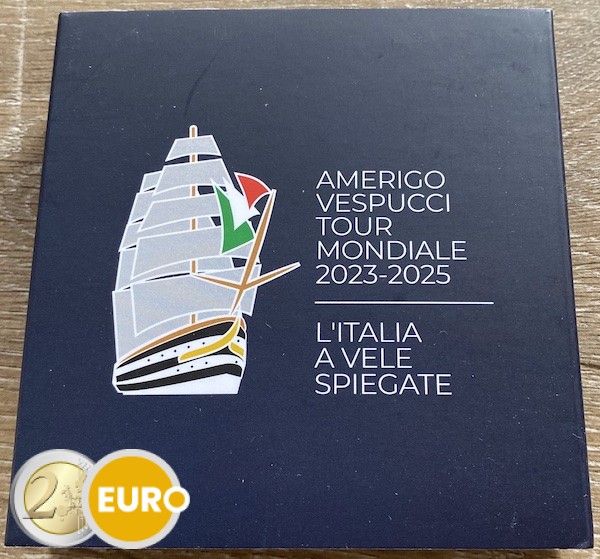 AMERIGO
VESPUCCI
TOUR
MONDIALE
2023-2025
L'ITALIA
A VELE
SPIEGATE
2 EURO